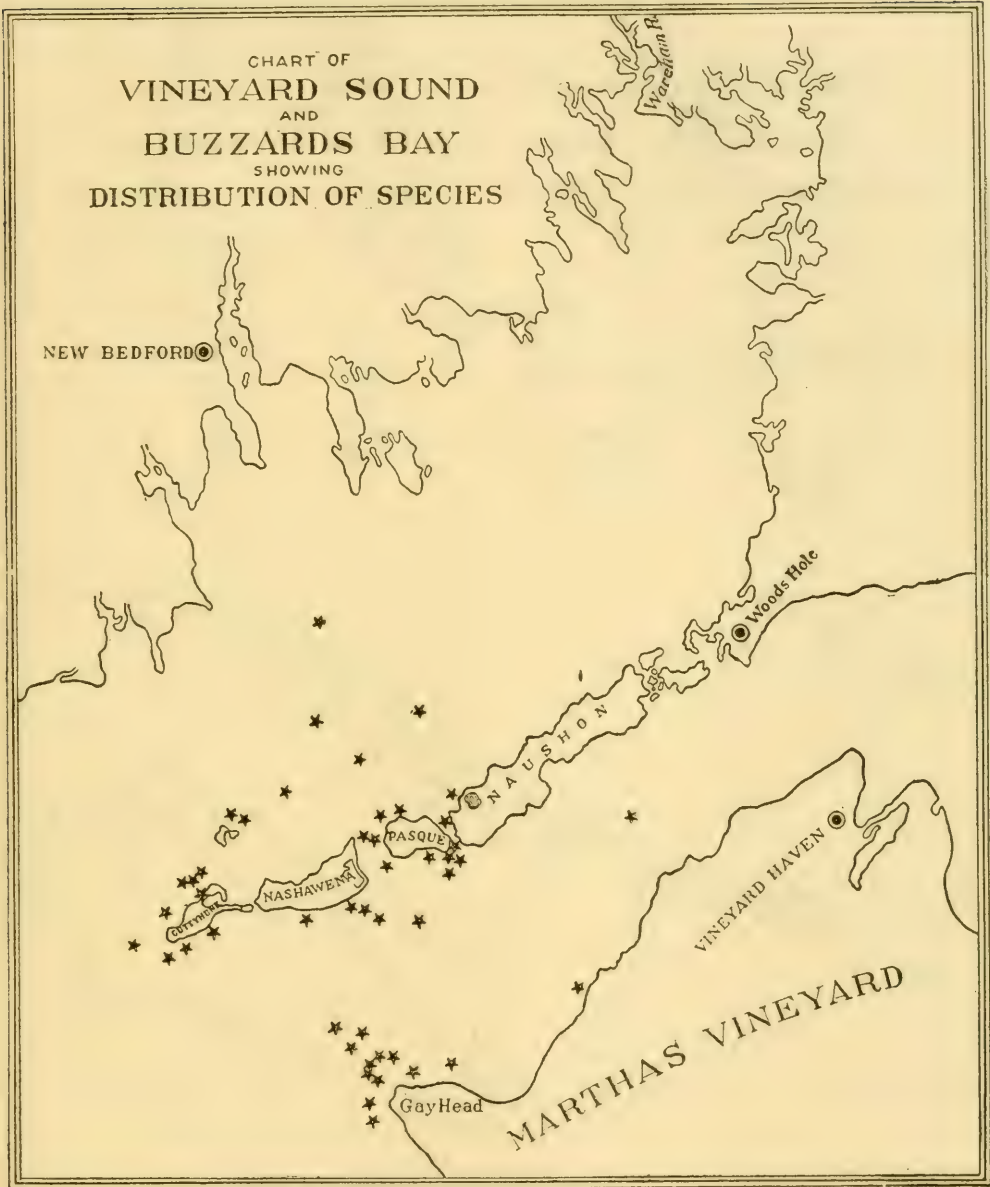 CHART OF
VINEYARD SOUND
AND
BUZZARDS BAY
SHOWING
DISTRIBUTION OF SPECIES
Wareham R
NEW BEDFORD
Woods Hole
NAUSHON
PASQUE
NASHAWENA
CUTTYHUNK
VINEYARD HAVEN
MARTHAS VINEYARD
Gay Head